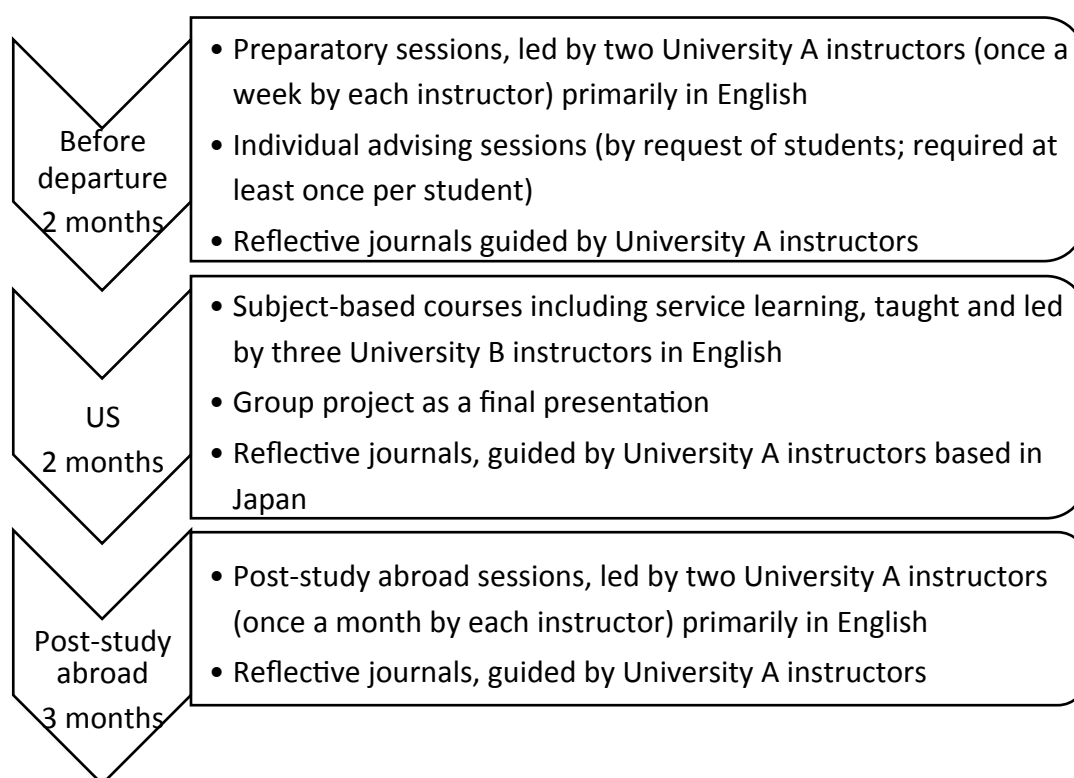 Before
departure
2 months
• Preparatory sessions, led by two University A instructors (once a
week by each instructor) primarily in English
• Individual advising sessions (by request of students; required at
least once per student)
• Reflective journals guided by University A instructors
US
2 months
• Subject-based courses including service learning, taught and led
by three University B instructors in English
• Group project as a final presentation
• Reflective journals, guided by University A instructors based in
Japan
Post-study
abroad
3 months
• Post-study abroad sessions, led by two University A instructors
(once a month by each instructor) primarily in English
• Reflective journals, guided by University A instructors